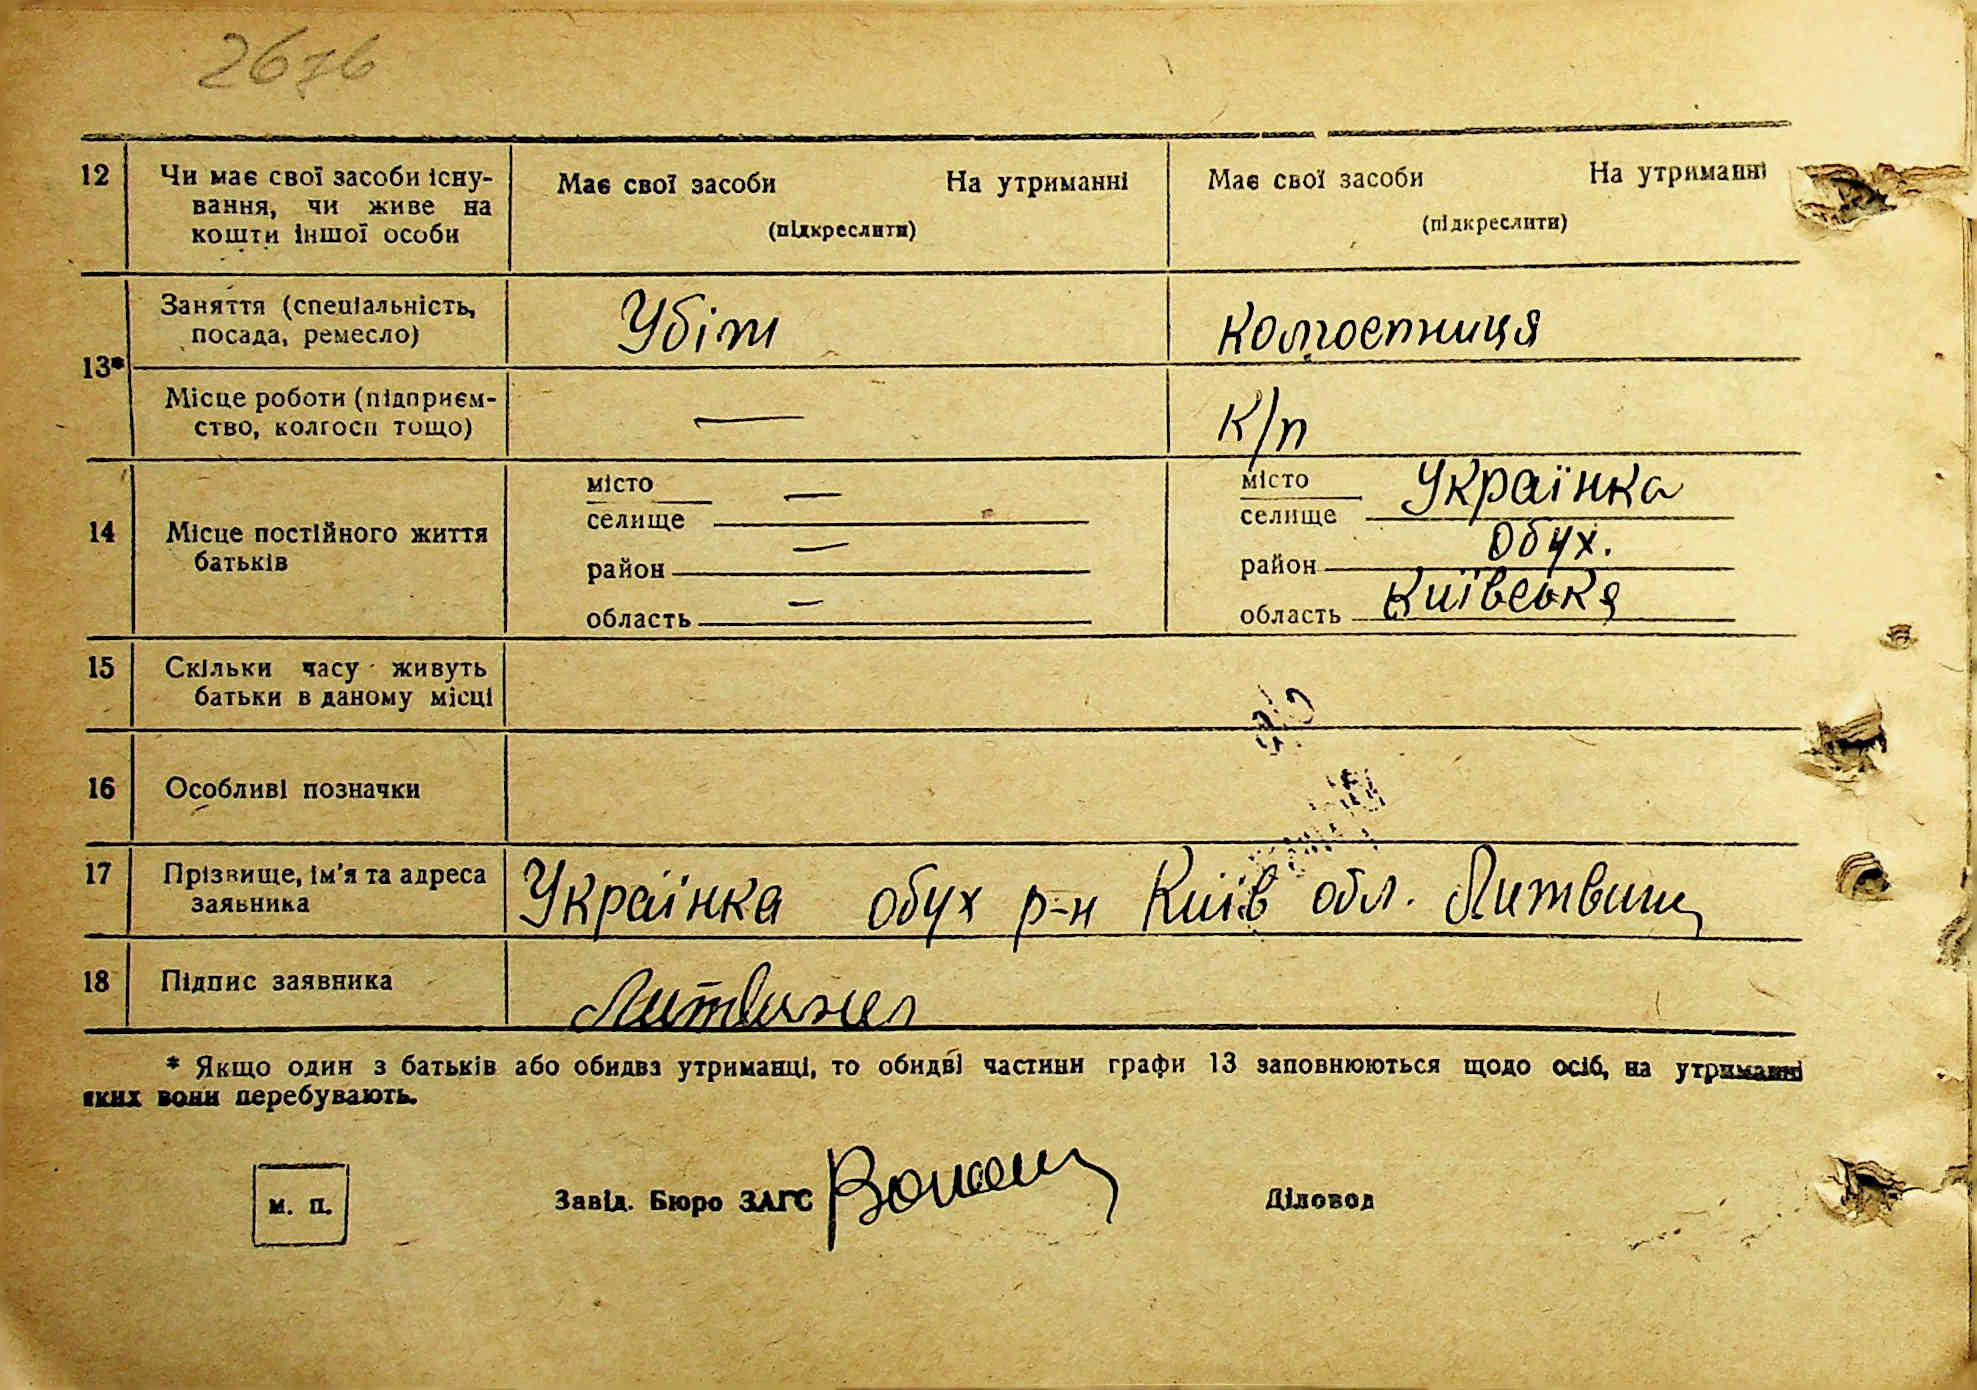 2676
12 Чи має свої засоби існу- Має свої засоби На утриманні Має свої засоби На утриманні
вання, чи живе на (підкреслити) (підкреслити)
кошти іншої особи
13* Заняття (спеціальність, Убіт колгоспниця
посада, ремесло)
Місце роботи (підприєм- — к/п
ство, колгосп тощо)
14 Місце постійного життя місто — місто Українка
батьків селище селище
район — район Обух.
область — область Київська
15 Скільки часу живуть
батьки в даному місці
16 Особливі позначки
17 Прізвище, ім'я та адреса Українка обух р-н Київ обл. Литвин
заявника
18 Підпис заявника
* Якщо один з батьків або обидва утриманці, то обидві частини графи 13 заповнюються щодо осіб, на утриманні
яких вони перебувають.
м. п. Завід. Бюро ЗАГС Діловод